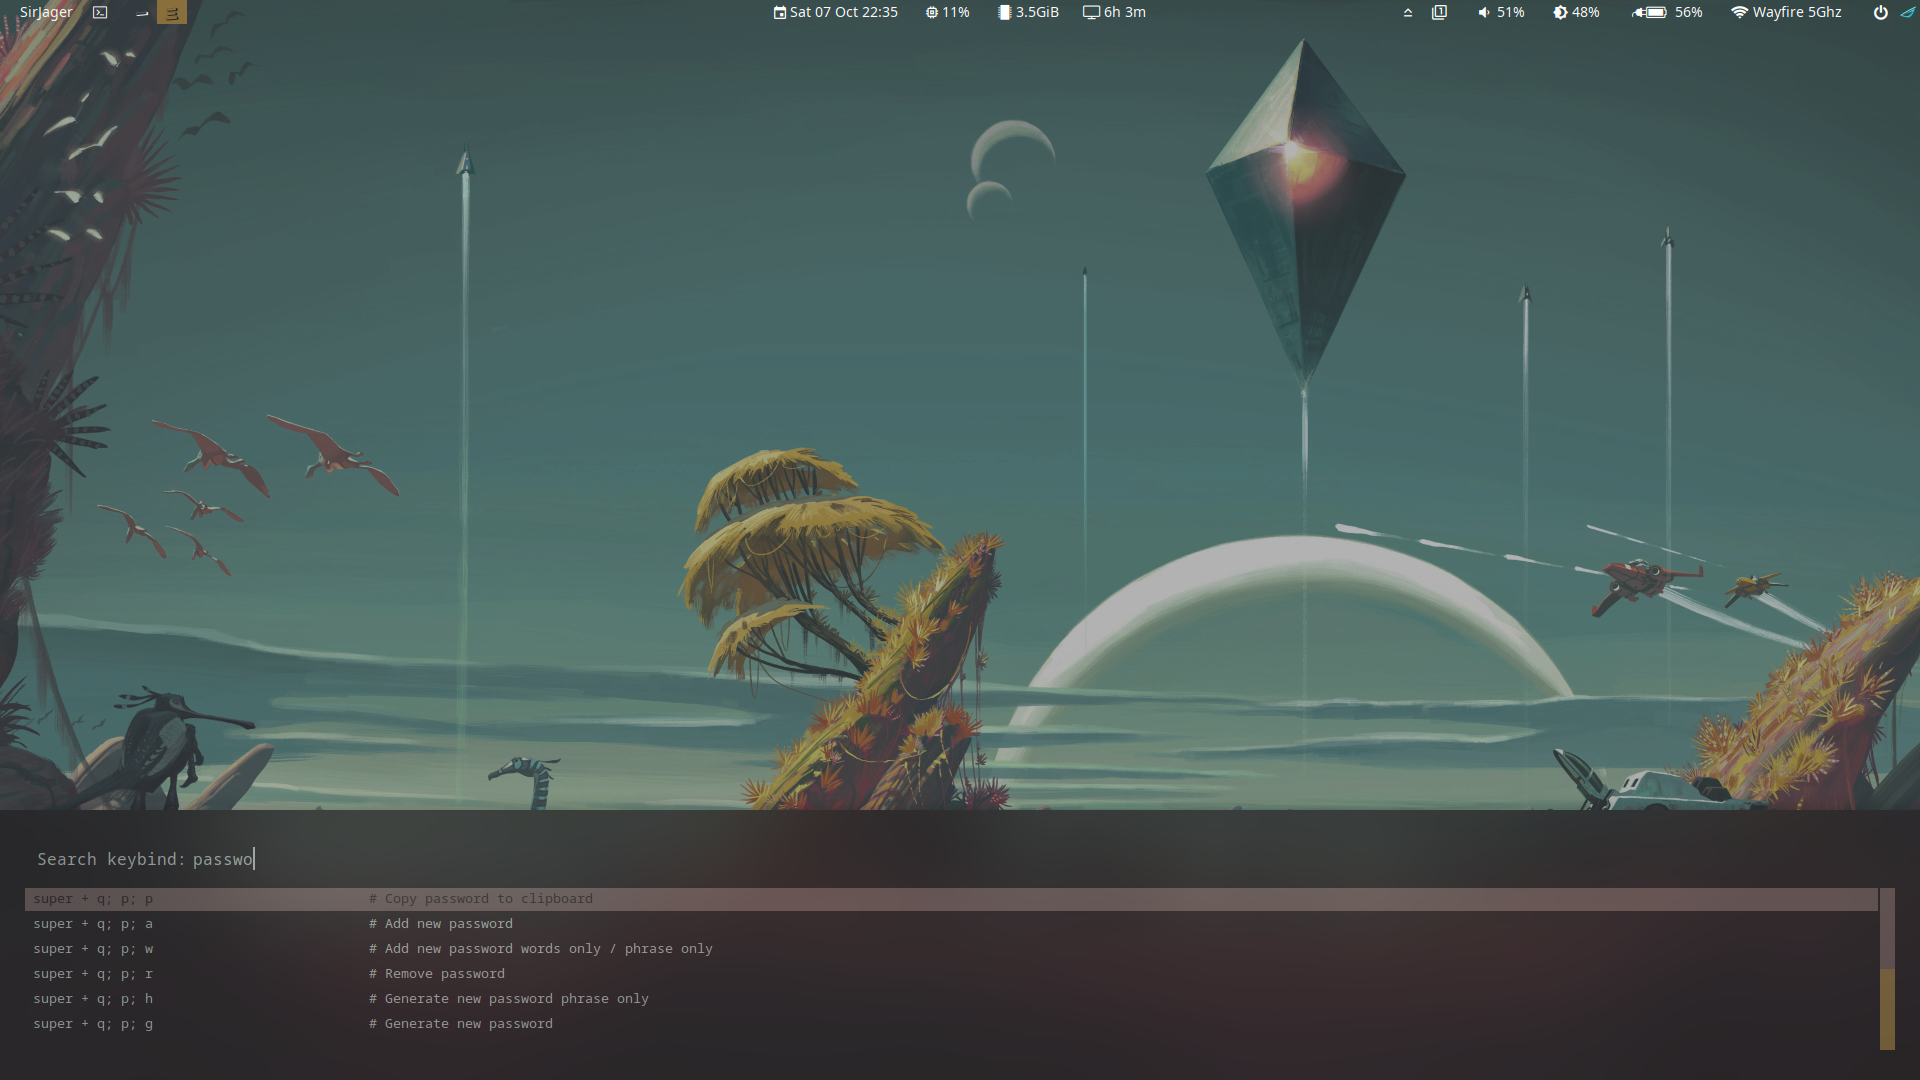 SirJager
Sat 07 Oct 22:35 11% 3.5GiB 6h 3m
1 51% 48% 56% Wayfire 5Ghz
Search keybind: passwo
super + q; p; p # Copy password to clipboard
super + q; p; a # Add new password
super + q; p; w # Add new password words only / phrase only
super + q; p; r # Remove password
super + q; p; h # Generate new password phrase only
super + q; p; g # Generate new password